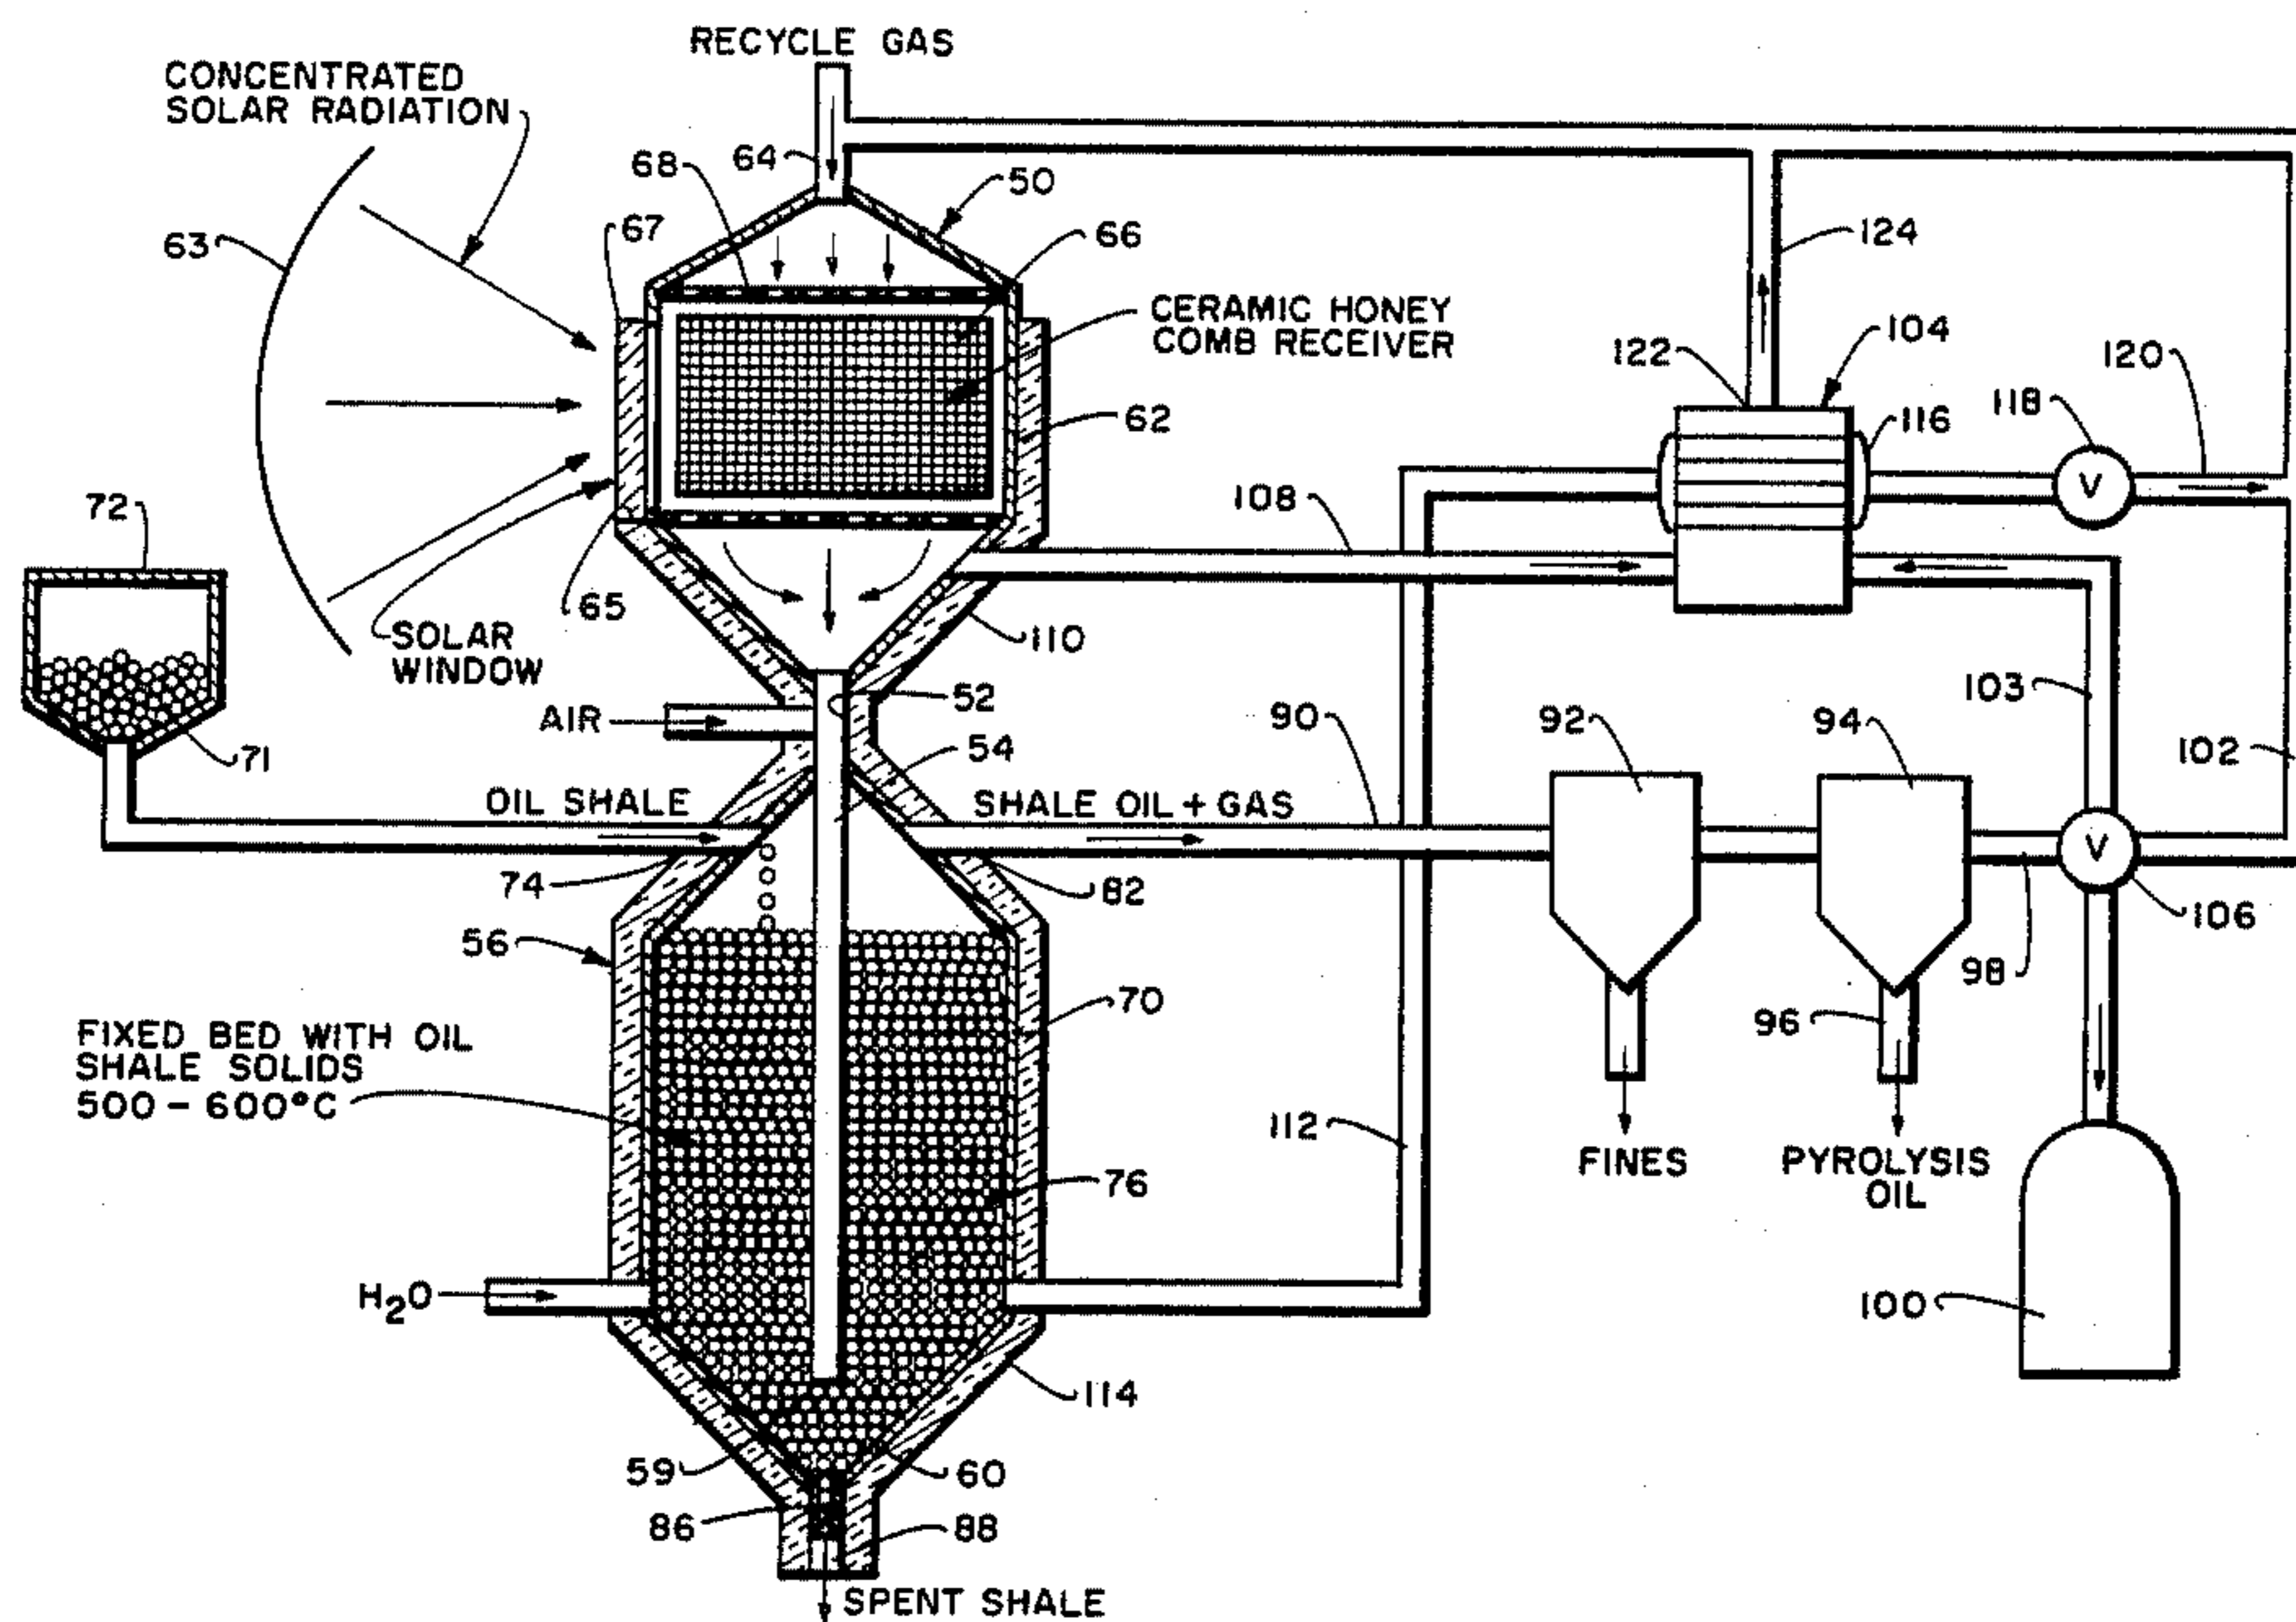 RECYCLE GAS
CONCENTRATED
SOLAR RADIATION
64
68
50
66
67
63
124
CERAMIC HONEY
COMB RECEIVER
104
122
120
118
116
62
V
72
108
65
SOLAR
WINDOW
110
103
52
AIR
90
92
94
54
71
102
OIL SHALE
SHALE OIL + GAS
V
74
82
106
56
98
70
96
FIXED BED WITH OIL
SHALE SOLIDS
500 - 600°C
112
FINES
PYROLYSIS
OIL
76
H2O
100
114
59
60
86
88
SPENT SHALE